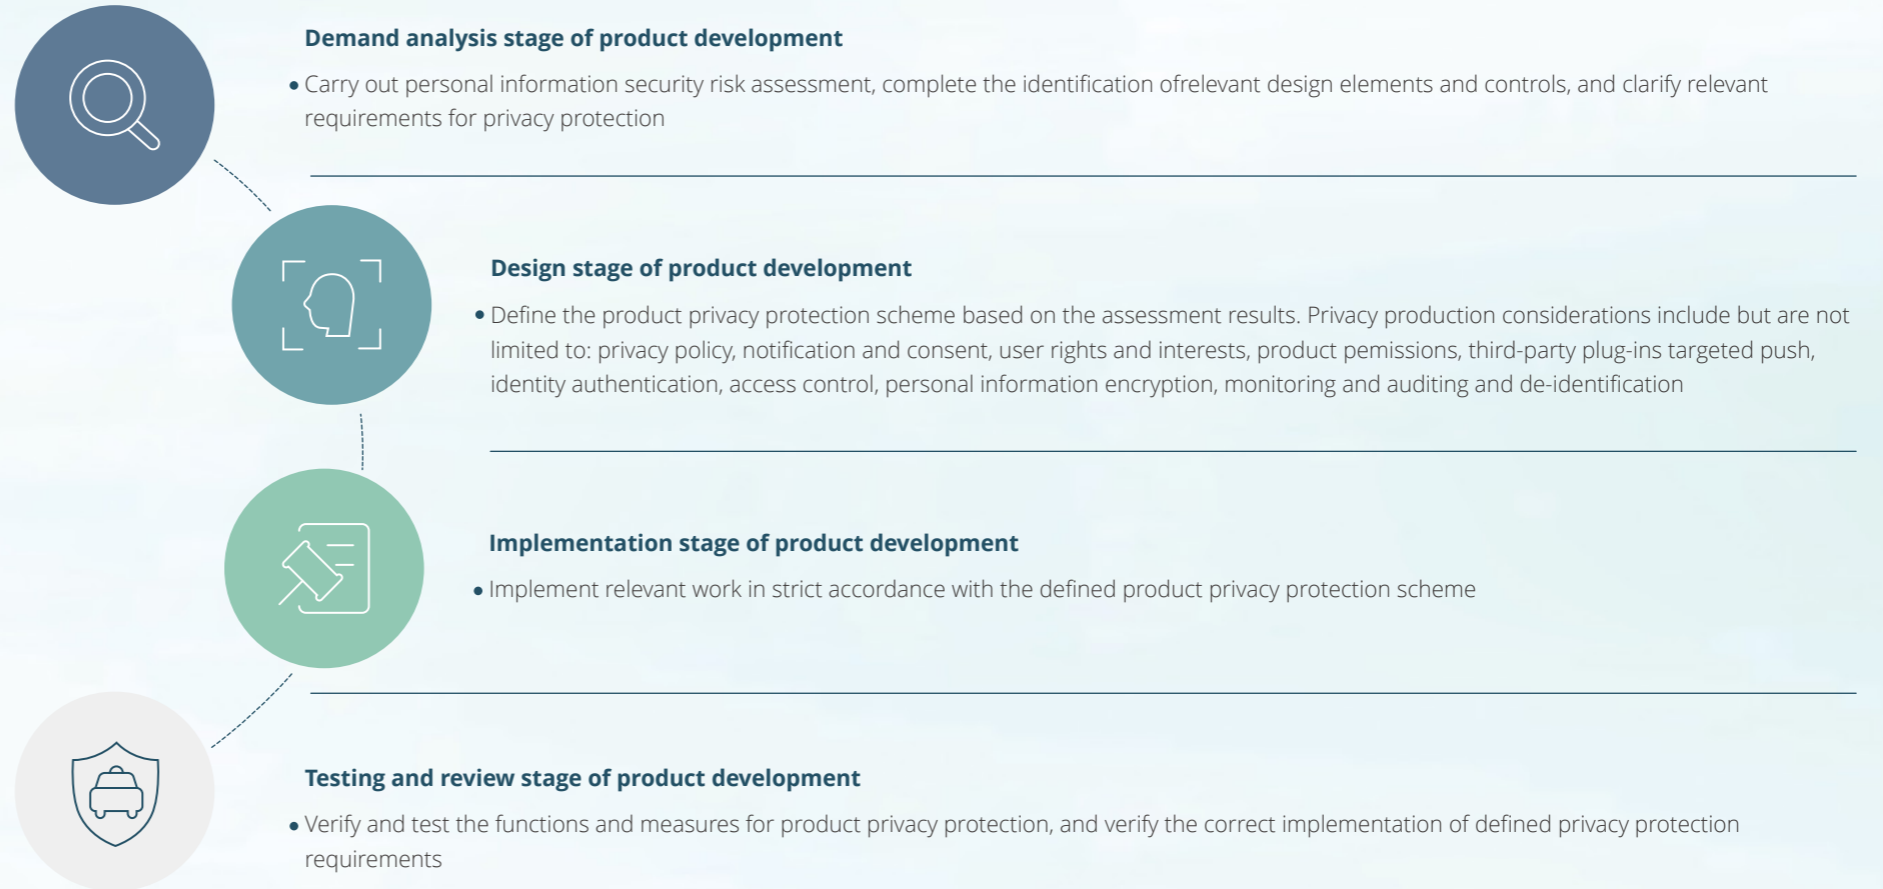 Demand analysis stage of product development
• Carry out personal information security risk assessment, complete the identification ofrelevant design elements and controls, and clarify relevant
requirements for privacy protection
Design stage of product development
• Define the product privacy protection scheme based on the assessment results. Privacy production considerations include but are not
limited to: privacy policy, notification and consent, user rights and interests, product pemissions, third-party plug-ins targeted push,
identity authentication, access control, personal information encryption, monitoring and auditing and de-identification
Implementation stage of product development
• Implement relevant work in strict accordance with the defined product privacy protection scheme
Testing and review stage of product development
• Verify and test the functions and measures for product privacy protection, and verify the correct implementation of defined privacy protection
requirements